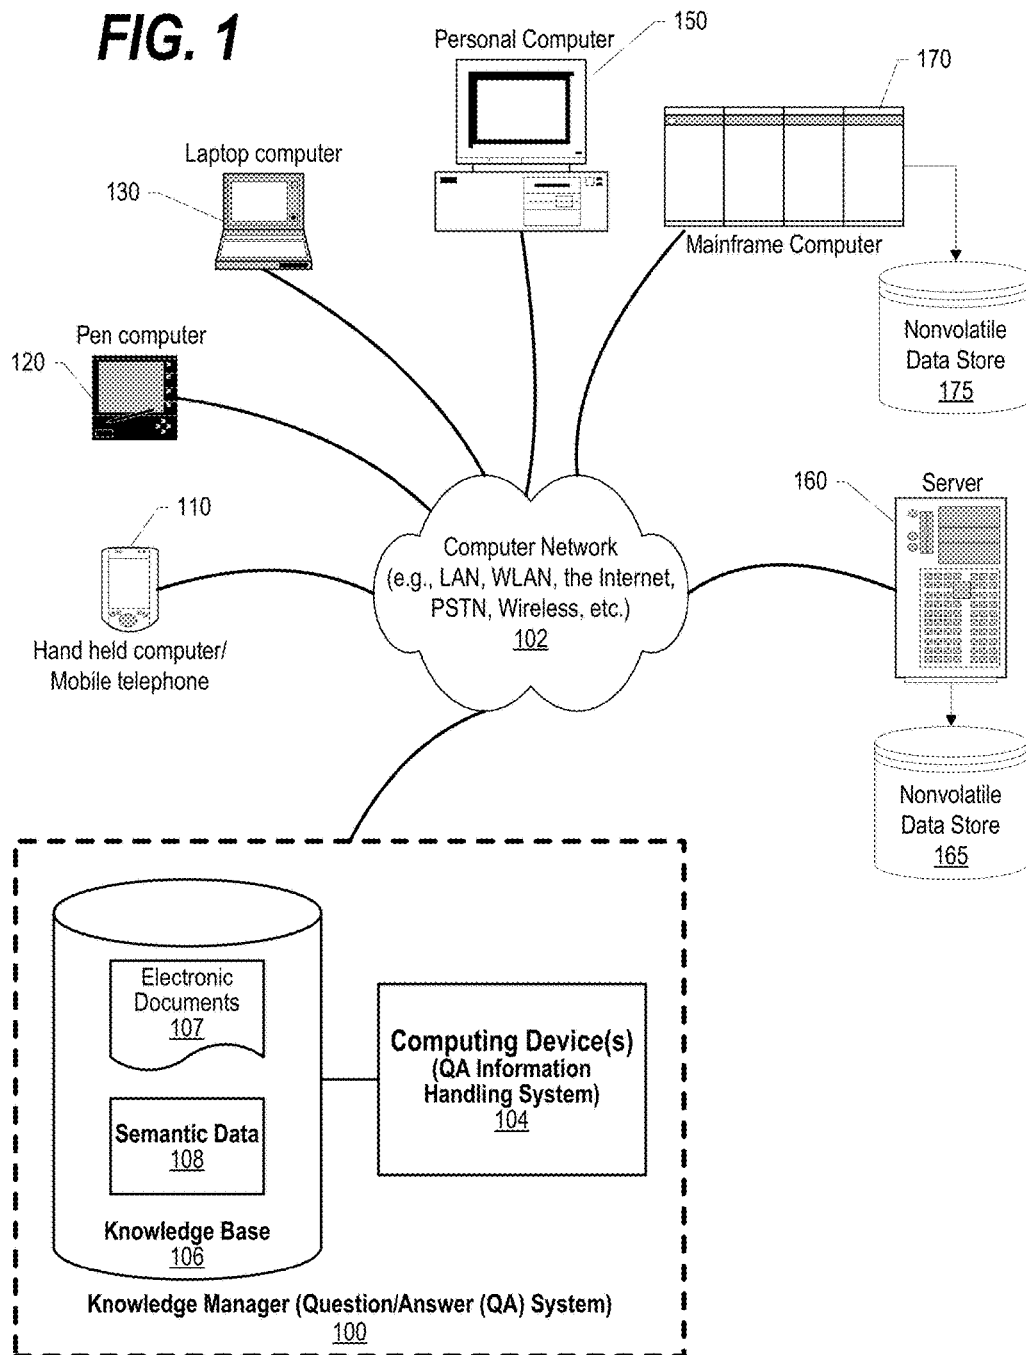 FIG. 1
Personal Computer
150
170
Laptop computer
130
Mainframe Computer
Nonvolatile
Data Store
175
Pen computer
120
110
Hand held computer/
Mobile telephone
Computer Network
(e.g., LAN, WLAN, the Internet,
PSTN, Wireless, etc.)
102
160
Server
Nonvolatile
Data Store
165
Electronic
Documents
107
Semantic Data
108
Knowledge Base
106
Computing Device(s)
(QA Information
Handling System)
104
Knowledge Manager (Question/Answer (QA) System)
100